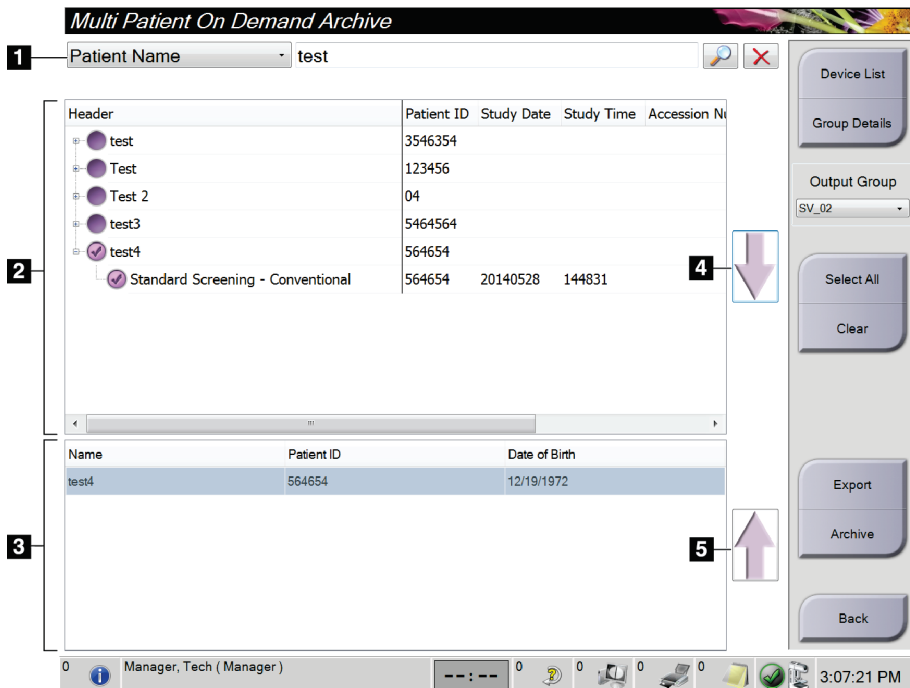 Multi Patient On Demand Archive
1
Patient Name
test
Device List
Group Details
Output Group
SV_02
Select All
Clear
Export
Archive
Back
2
Header Patient ID Study Date Study Time Accession Nu
test 3546354
Test 123456
Test 2 04
test3 5464564
test4 564654
Standard Screening - Conventional 564654 20140528 144831
4
3
Name Patient ID Date of Birth
test4 564654 12/19/1972
5
0 Manager, Tech ( Manager ) --:-- 0 0 0 0 3:07:21 PM